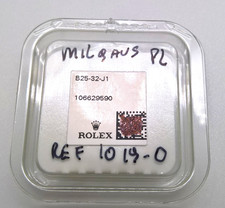 MILGAUS PL
B25-32-J1
106629590
ROLEX
REF 1019-0